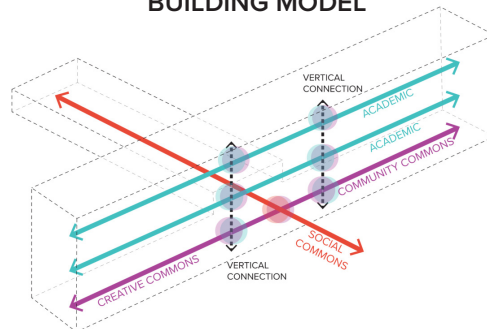 BUILDING MODEL
VERTICAL
CONNECTION
ACADEMIC
ACADEMIC
COMMUNITY COMMONS
SOCIAL
COMMONS
CREATIVE COMMONS
VERTICAL
CONNECTION